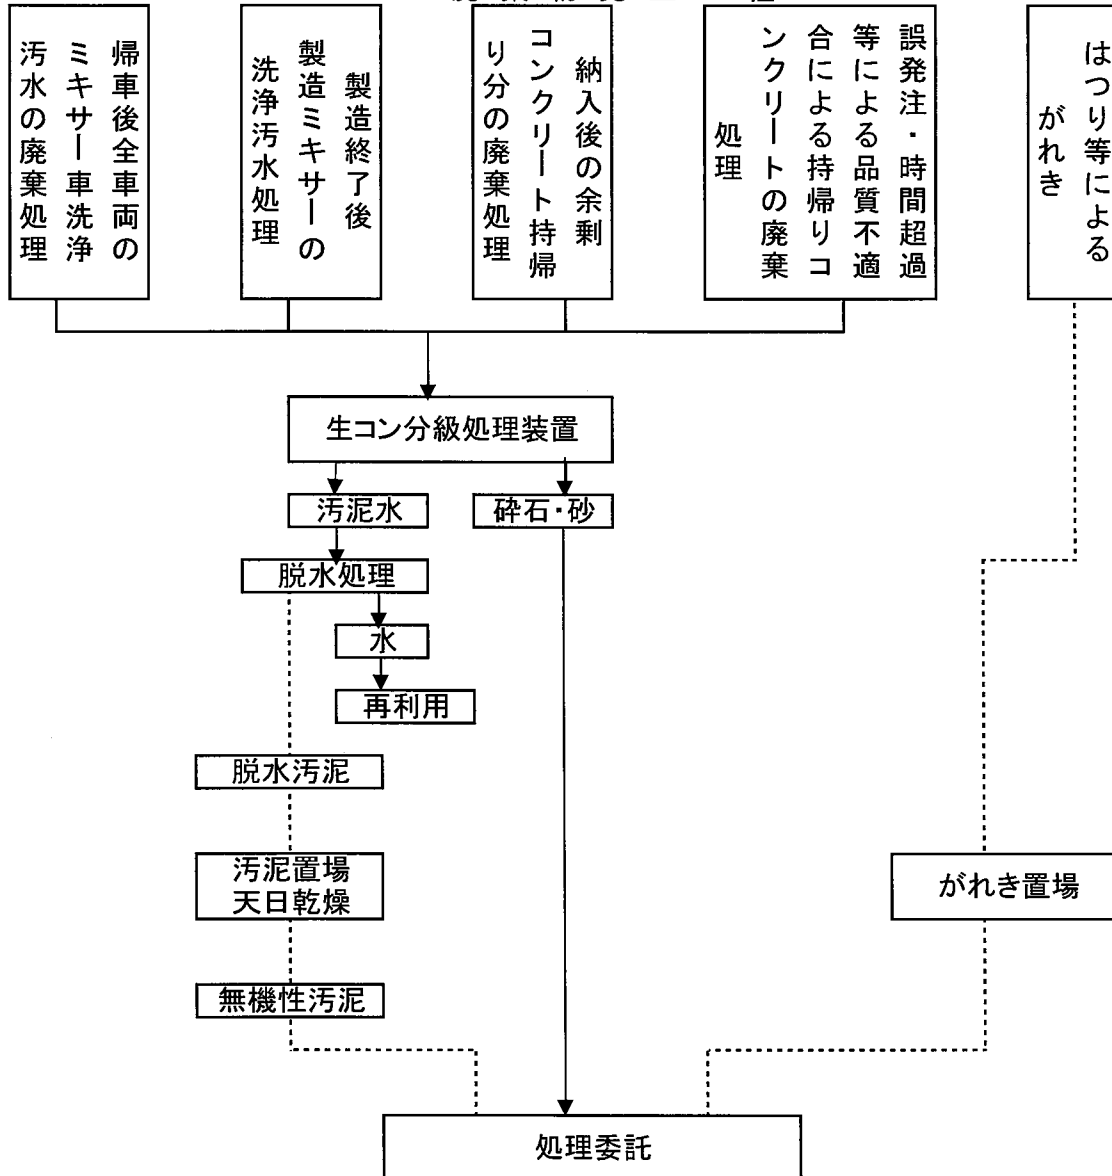 帰車後全車両の
ミキサー車洗浄
汚水の廃棄処理
製造終了後
製造ミキサーの
洗浄汚水処理
納入後の余剰
コンクリート持帰
り分の廃棄処理
誤発注・時間超過
等による品質不適
合による持帰りコ
ンクリートの廃棄
処理
はつり等による
がれき
生コン分級処理装置
汚泥水
砕石・砂
脱水処理
水
再利用
脱水汚泥
汚泥置場
天日乾燥
がれき置場
無機性汚泥
処理委託